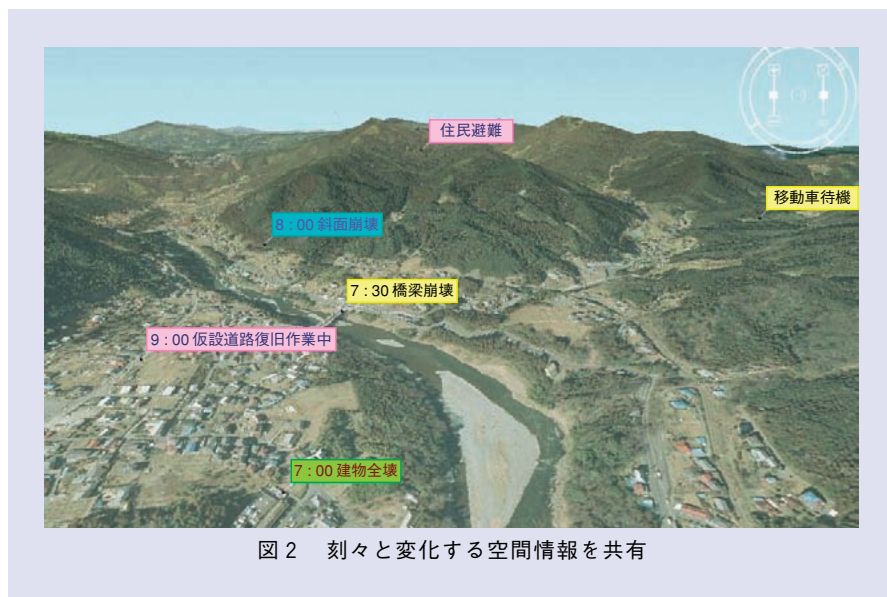 住民避難
移動車待機
8：00 斜面崩壊
7：30 橋梁崩壊
9：00 仮設道路復旧作業中
7：00 建物全壊
図2　刻々と変化する空間情報を共有